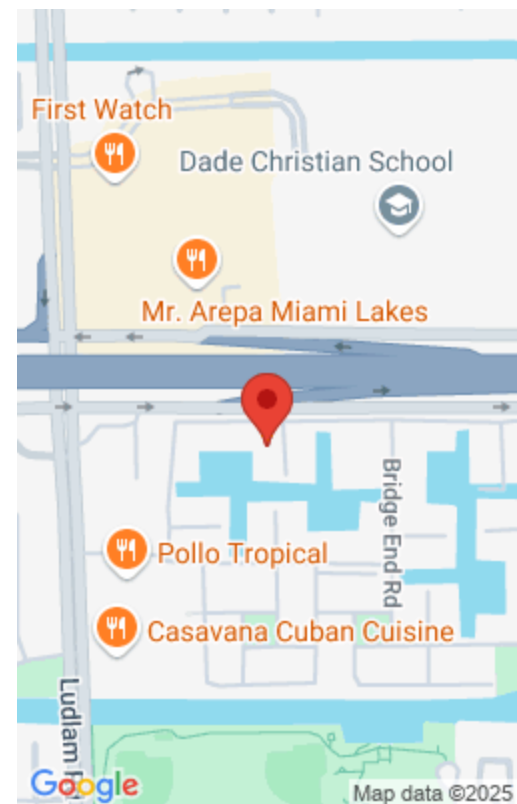 First Watch
Dade Christian School
Mr. Arepa Miami Lakes
Bridge End Rd
Pollo Tropical
Casavana Cuban Cuisine
Ludlam
Google
Map data ©2025